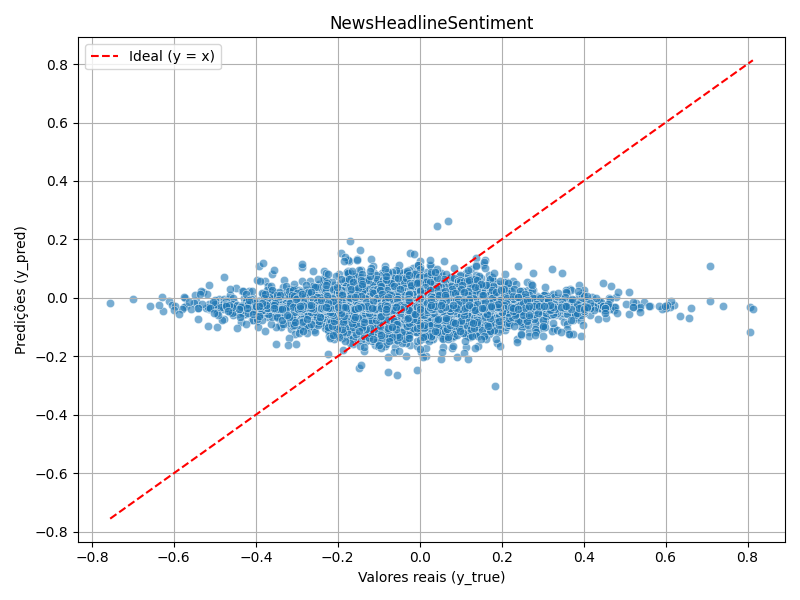 NewsHeadlineSentiment
Ideal (y = x)
Predições (y_pred)
0.8
0.6
0.4
0.2
0.0
−0.2
−0.4
−0.6
−0.8
−0.8 −0.6 −0.4 −0.2 0.0 0.2 0.4 0.6 0.8
Valores reais (y_true)